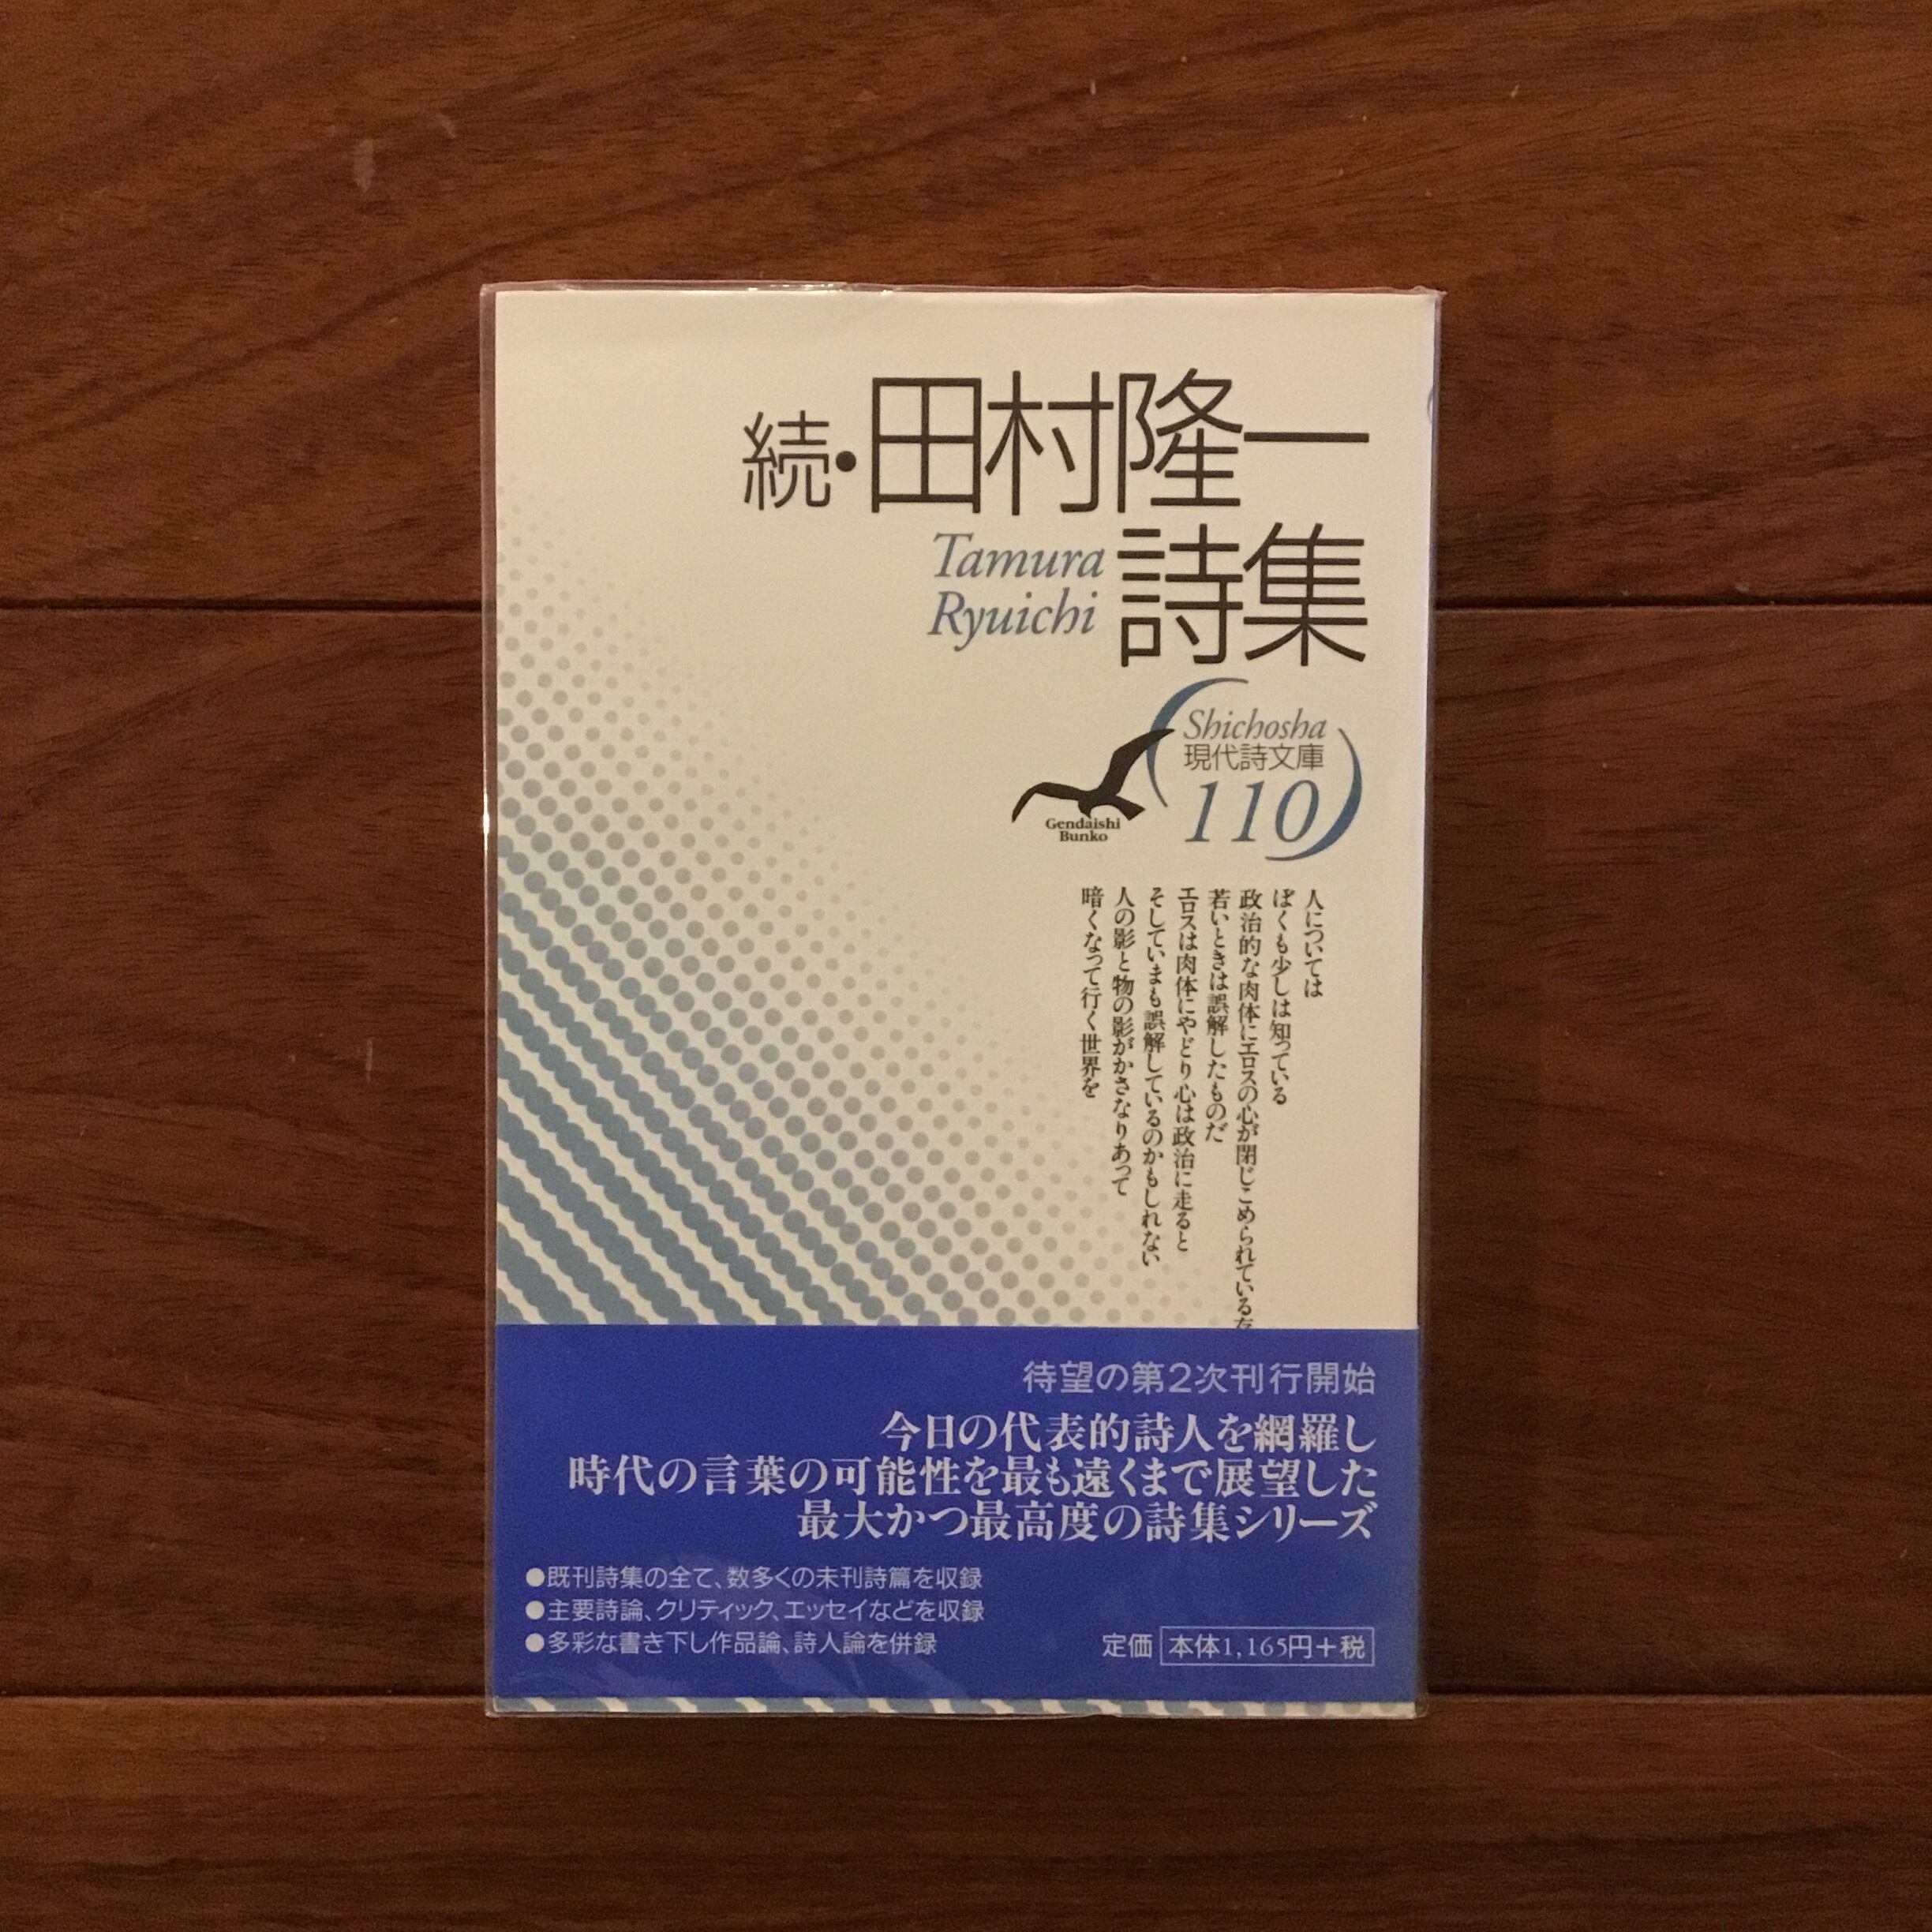 続・田村隆一
詩集
Tamura
Ryuichi
Shichosha
現代詩文庫
110
Gendaishi
Bunko
人については
ぼくも少しは知っている
政治的な肉体にエロスの心が閉じこめられている
若いときは誤解したものだ
エロスは肉体にやどり心は政治に走ると
そしていまも誤解しているのかもしれない
人の影と物の影がかさなりあって
暗くなって行く世界を
待望の第2次刊行開始
今日の代表的詩人を網羅し
時代の言葉の可能性を最も遠くまで展望した
最大かつ最高度の詩集シリーズ
●既刊詩集の全て、数多くの未刊詩篇を収録
●主要詩論、クリティック、エッセイなどを収録
●多彩な書き下し作品論、詩人論を併録
定価 本体1,165円+税